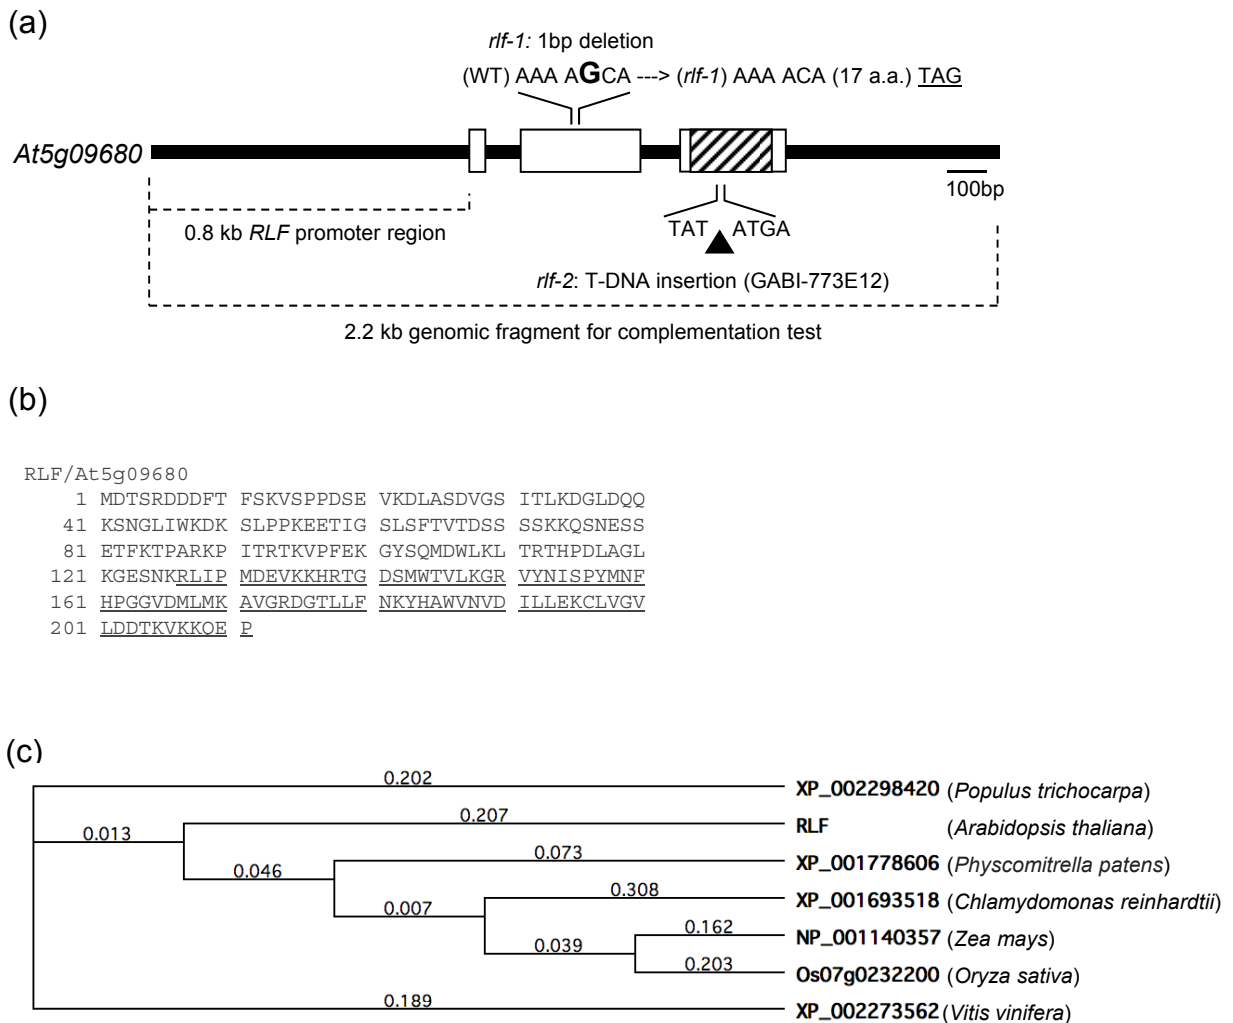 (a)
rlf-1: 1bp deletion
(WT) AAA AGCA ---> (rlf-1) AAA ACA (17 a.a.) TAG
At5g09680
100bp
0.8 kb RLF promoter region
TAT ATGA
rlf-2: T-DNA insertion (GABI-773E12)
2.2 kb genomic fragment for complementation test
(b)
RLF/At5g09680
1 MDTSRDDDFT FSKVSPPDSE VKDLASDVGS ITLKDGLDQQ
41 KSNGLIWKDK SLPPKEETIG SLSFTVTDSS SSKKQSNESS
81 ETFKTPARKP ITRTKVPFEK GYSQMDWLKL TRTHPDLAGL
121 KGESNKRLIP MDEVKKHRTG DSMWTVLKGR VYNISPYMNF
161 HPGGVDMLMK AVGRDGTLLF NKYHAWVNVD ILLEKCLVGV
201 LDDTKVKKQE P
(c)
0.202 XP_002298420 (Populus trichocarpa)
0.207 RLF (Arabidopsis thaliana)
0.013
0.073 XP_001778606 (Physcomitrella patens)
0.046
0.308 XP_001693518 (Chlamydomonas reinhardtii)
0.007
0.162 NP_001140357 (Zea mays)
0.039
0.203 Os07g0232200 (Oryza sativa)
0.189 XP_002273562 (Vitis vinifera)